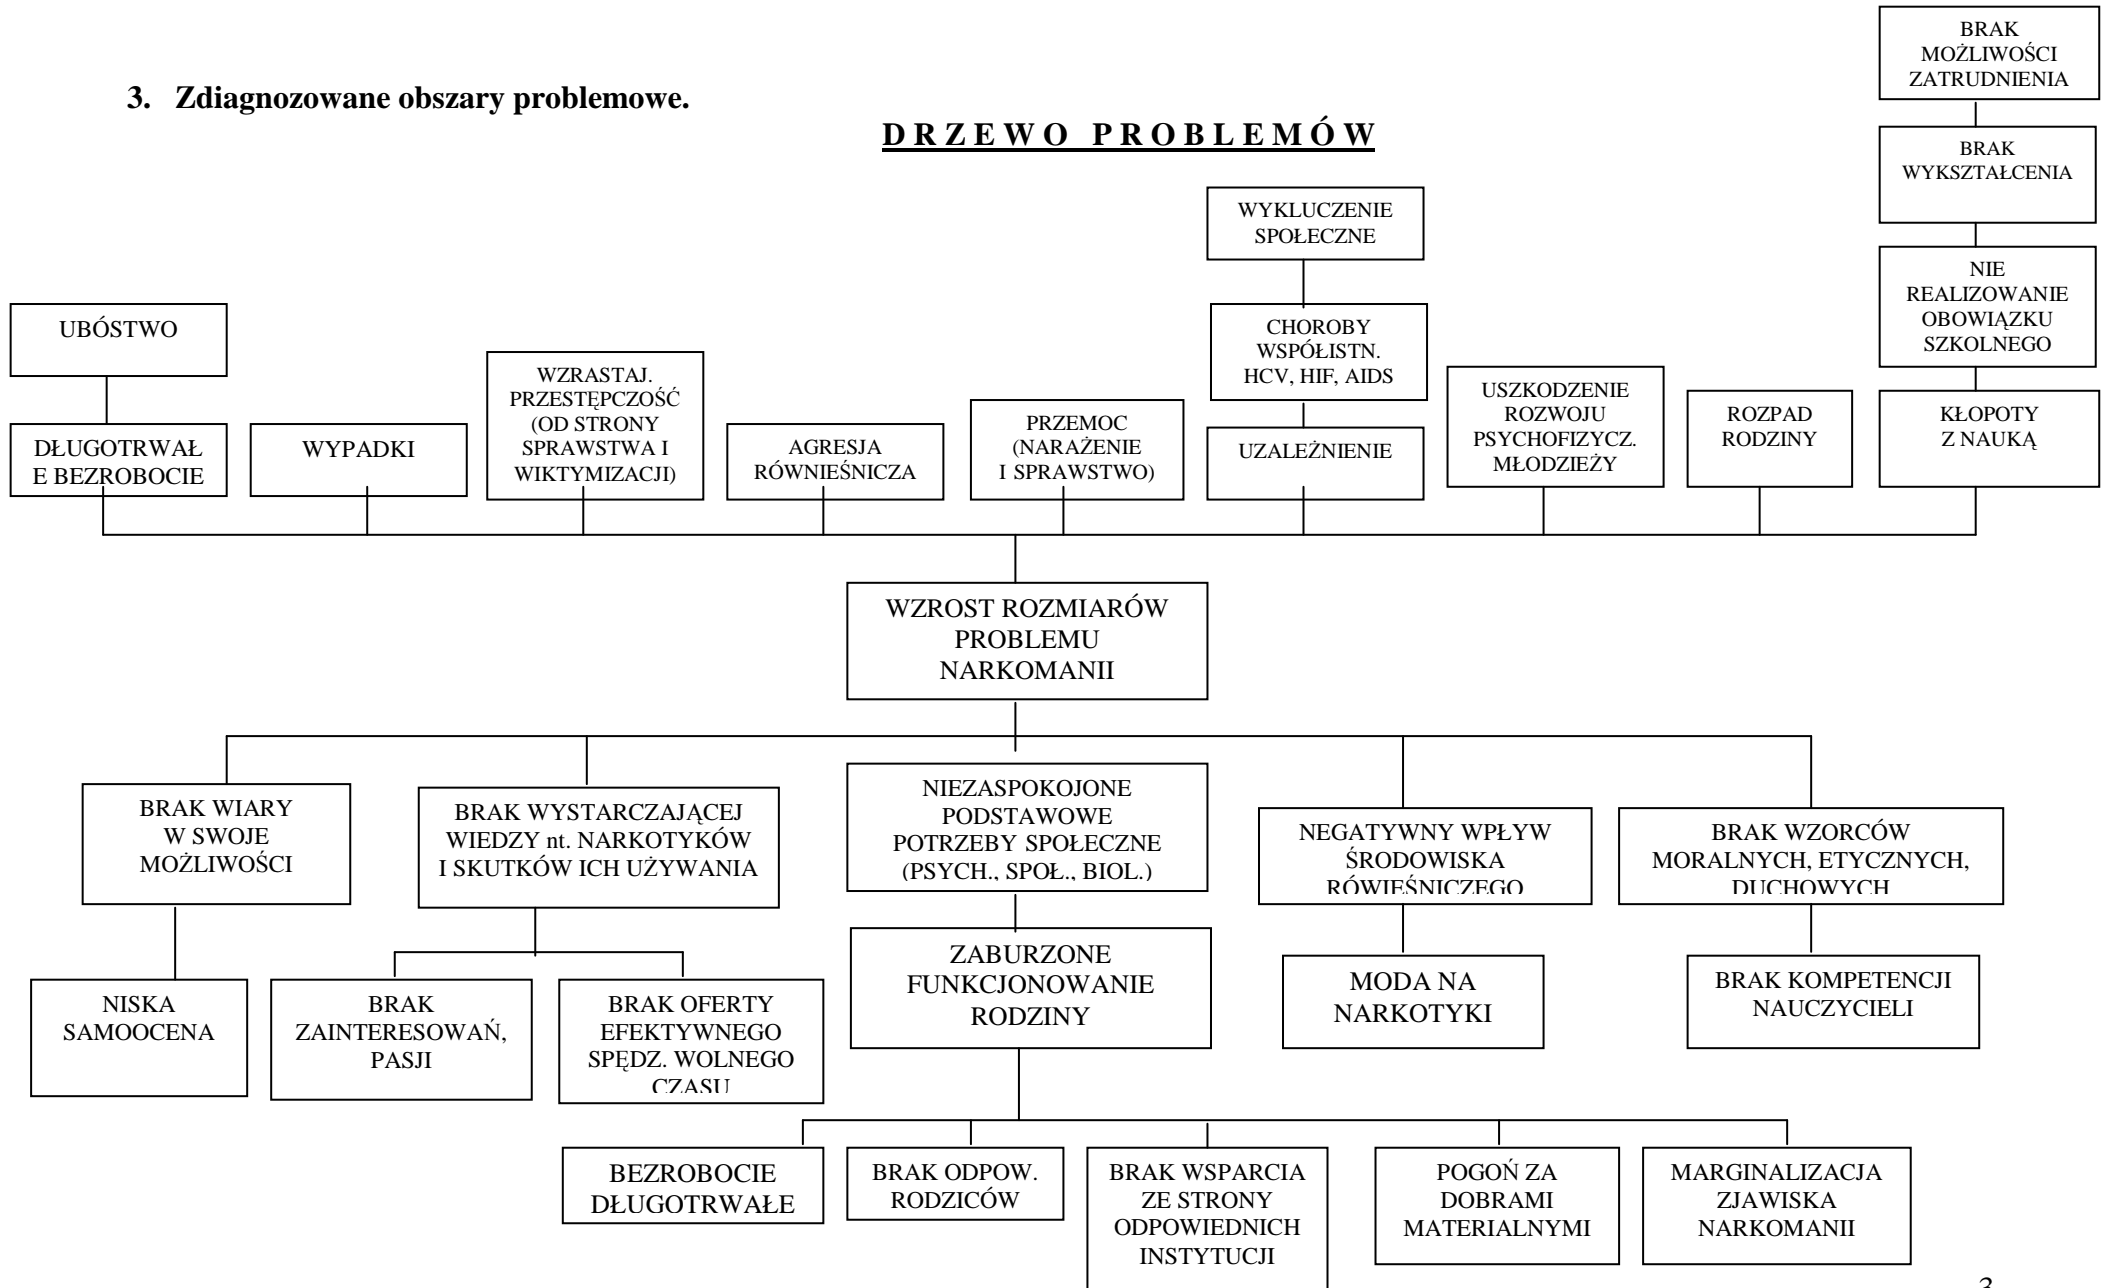 BRAK
MOŻLIWOŚCI
ZATRUDNIENIA
3. Zdiagnozowane obszary problemowe.
D R Z E W O P R O B L E M Ó W
BRAK
WYKSZTAŁCENIA
WYKLUCZENIE
SPOŁECZNE
NIE
REALIZOWANIE
OBOWIĄZKU
SZKOLNEGO
UBÓSTWO
CHOROBY
WSPÓŁISTN.
HCV, HIF, AIDS
DŁUGOTRWAŁ
E BEZROBOCIE
WYPADKI
WZRASTAJ.
PRZESTĘPCZOŚĆ
(OD STRONY
SPRAWSTWA I
WIKTYMIZACJI)
AGRESJA
RÓWNIEŚNICZA
PRZEMOC
(NARAŻENIE
I SPRAWSTWO)
UZALEŻNIENIE
USZKODZENIE
ROZWOJU
PSYCHOFIZYCZ.
MŁODZIEŻY
ROZPAD
RODZINY
KŁOPOTY
Z NAUKĄ
WZROST ROZMIARÓW
PROBLEMU
NARKOMANII
BRAK WIARY
W SWOJE
MOŻLIWOŚCI
BRAK WYSTARCZAJĄCEJ
WIEDZY nt. NARKOTYKÓW
I SKUTKÓW ICH UŻYWANIA
NIEZASPOKOJONE
PODSTAWOWE
POTRZEBY SPOŁECZNE
(PSYCH., SPOŁ., BIOL.)
NEGATYWNY WPŁYW
ŚRODOWISKA
RÓWIEŚNICZEGO
BRAK WZORCÓW
MORALNYCH, ETYCZNYCH,
DUCHOWYCH
NISKA
SAMOOCENA
BRAK
ZAINTERESOWAŃ,
PASJI
BRAK OFERTY
EFEKTYWNEGO
SPĘDZ. WOLNEGO
CZASU
ZABURZONE
FUNKCJONOWANIE
RODZINY
MODA NA
NARKOTYKI
BRAK KOMPETENCJI
NAUCZYCIELI
BEZROBOCIE
DŁUGOTRWAŁE
BRAK ODPOW.
RODZICÓW
BRAK WSPARCIA
ZE STRONY
ODPOWIEDNICH
INSTYTUCJI
POGOŃ ZA
DOBRAMI
MATERIALNYMI
MARGINALIZACJA
ZJAWISKA
NARKOMANII
3